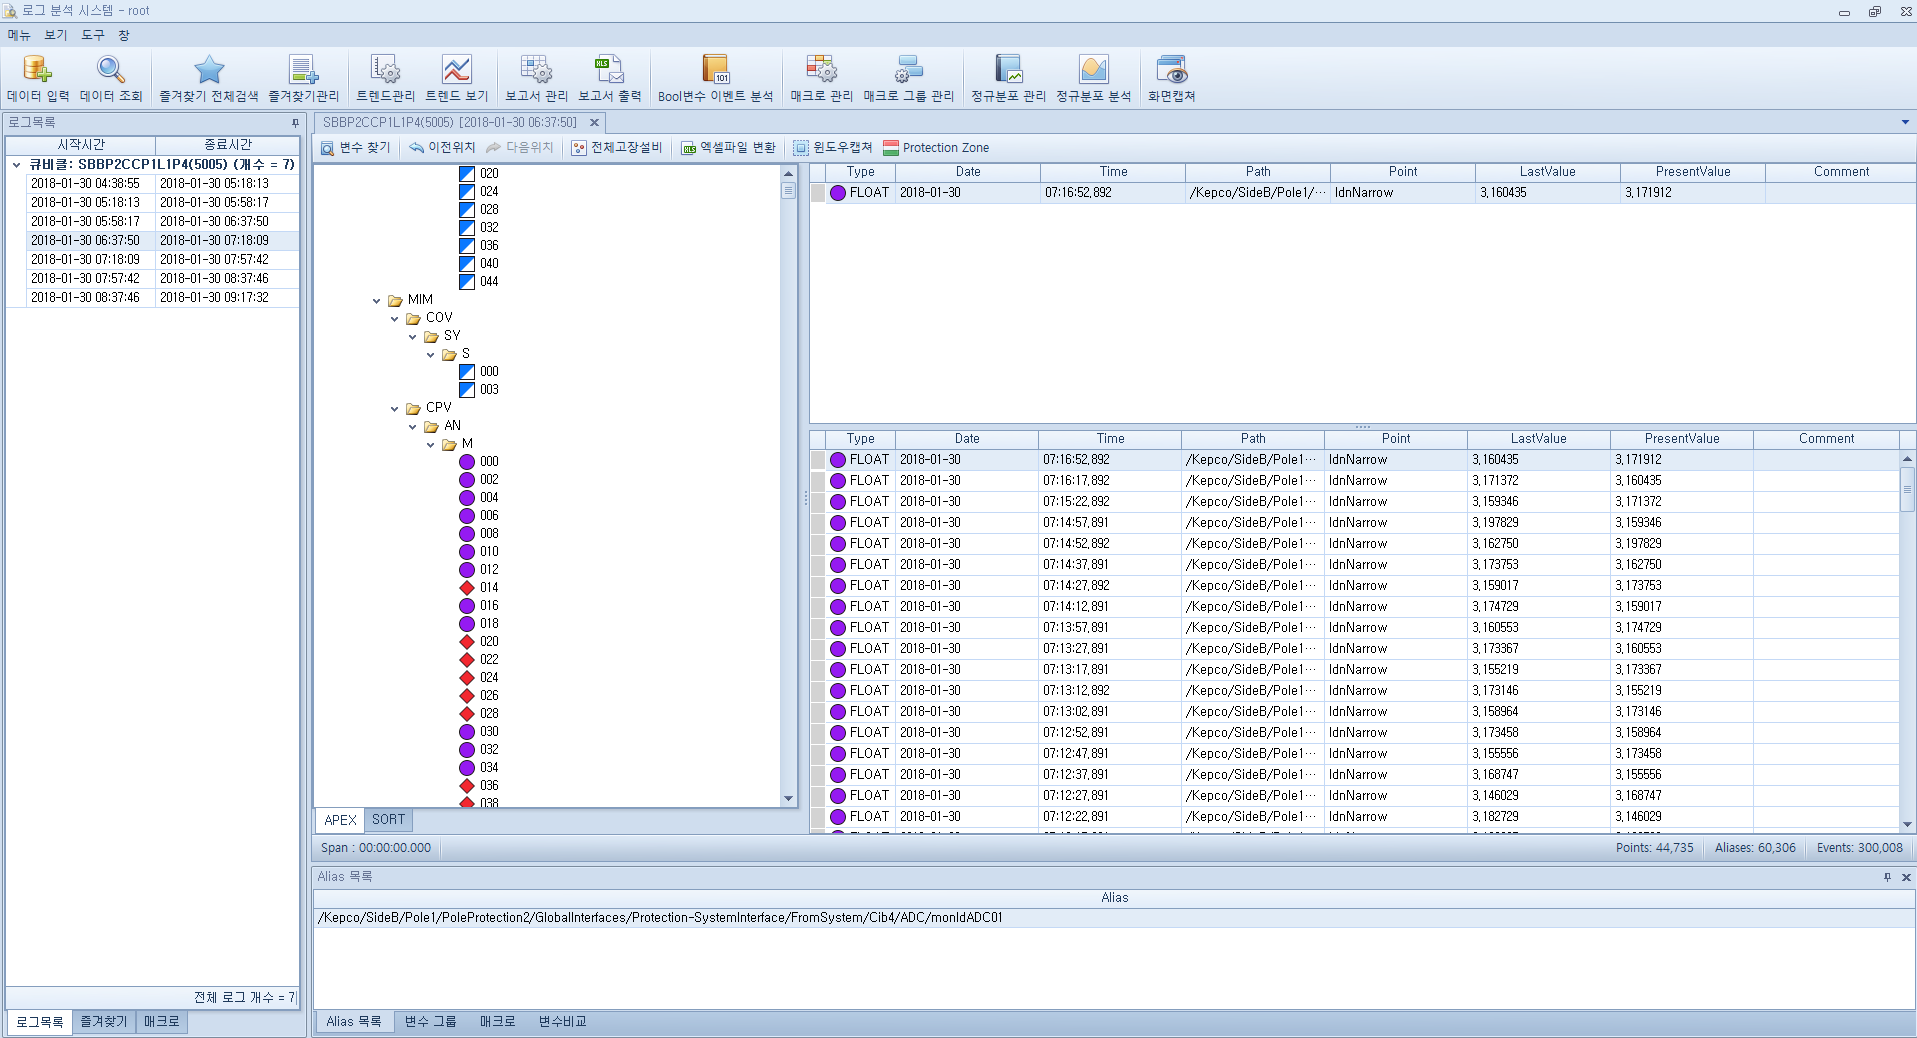 로그 분석 시스템 - root
메뉴 보기 도구 창
데이터 입력 데이터 조회 즐겨찾기 전체검색 즐겨찾기관리 트렌드관리 트렌드 보기 보고서 관리 보고서 출력 Bool변수 이벤트 분석 매크로 관리 매크로 그룹 관리 정규분포 관리 정규분포 분석 화면캡쳐
로그목록
시작시간 종료시간
큐비클: SBBP2CCP1L1P4(5005) (개수 = 7)
2018-01-30 04:38:55 2018-01-30 05:18:13
2018-01-30 05:18:13 2018-01-30 05:58:17
2018-01-30 05:58:17 2018-01-30 06:37:50
2018-01-30 06:37:50 2018-01-30 07:18:09
2018-01-30 07:18:09 2018-01-30 07:57:42
2018-01-30 07:57:42 2018-01-30 08:37:46
2018-01-30 08:37:46 2018-01-30 09:17:32
전체 로그 개수 = 7
로그목록 즐겨찾기 매크로
SBBP2CCP1L1P4(5005) [2018-01-30 06:37:50]
변수 찾기 이전위치 다음위치 전체고장설비 엑셀파일 변환 윈도우캡쳐 Protection Zone
020
024
028
032
036
040
044
MIM
COV
SY
S
000
003
CPV
AN
M
000
002
004
006
008
010
012
014
016
018
020
022
024
026
028
030
032
034
036
038
APEX SORT
Type Date Time Path Point LastValue PresentValue Comment
FLOAT 2018-01-30 07:16:52,892 /Kepco/SideB/Pole1/··· IdnNarrow 3,160435 3,171912
Type Date Time Path Point LastValue PresentValue Comment
FLOAT 2018-01-30 07:16:52,892 /Kepco/SideB/Pole1··· IdnNarrow 3,160435 3,171912
FLOAT 2018-01-30 07:16:17,892 /Kepco/SideB/Pole1··· IdnNarrow 3,171372 3,160435
FLOAT 2018-01-30 07:15:22,892 /Kepco/SideB/Pole1··· IdnNarrow 3,159346 3,171372
FLOAT 2018-01-30 07:14:57,891 /Kepco/SideB/Pole1··· IdnNarrow 3,197829 3,159346
FLOAT 2018-01-30 07:14:52,892 /Kepco/SideB/Pole1··· IdnNarrow 3,162750 3,197829
FLOAT 2018-01-30 07:14:37,891 /Kepco/SideB/Pole1··· IdnNarrow 3,173753 3,162750
FLOAT 2018-01-30 07:14:27,892 /Kepco/SideB/Pole1··· IdnNarrow 3,159017 3,173753
FLOAT 2018-01-30 07:14:12,891 /Kepco/SideB/Pole1··· IdnNarrow 3,174729 3,159017
FLOAT 2018-01-30 07:13:57,891 /Kepco/SideB/Pole1··· IdnNarrow 3,160553 3,174729
FLOAT 2018-01-30 07:13:27,891 /Kepco/SideB/Pole1··· IdnNarrow 3,173367 3,160553
FLOAT 2018-01-30 07:13:17,891 /Kepco/SideB/Pole1··· IdnNarrow 3,155219 3,173367
FLOAT 2018-01-30 07:13:12,892 /Kepco/SideB/Pole1··· IdnNarrow 3,173146 3,155219
FLOAT 2018-01-30 07:13:02,891 /Kepco/SideB/Pole1··· IdnNarrow 3,158964 3,173146
FLOAT 2018-01-30 07:12:52,891 /Kepco/SideB/Pole1··· IdnNarrow 3,173458 3,158964
FLOAT 2018-01-30 07:12:47,891 /Kepco/SideB/Pole1··· IdnNarrow 3,155556 3,173458
FLOAT 2018-01-30 07:12:37,891 /Kepco/SideB/Pole1··· IdnNarrow 3,168747 3,155556
FLOAT 2018-01-30 07:12:27,891 /Kepco/SideB/Pole1··· IdnNarrow 3,146029 3,168747
FLOAT 2018-01-30 07:12:22,891 /Kepco/SideB/Pole1··· IdnNarrow 3,182729 3,146029
Span : 00:00:00.000 Points: 44,735 Aliases: 60,306 Events: 300,008
Alias 목록
Alias
/Kepco/SideB/Pole1/PoleProtection2/GlobalInterfaces/Protection-SystemInterface/FromSystem/Cib4/ADC/monIdADC01
Alias 목록 변수 그룹 매크로 변수비교